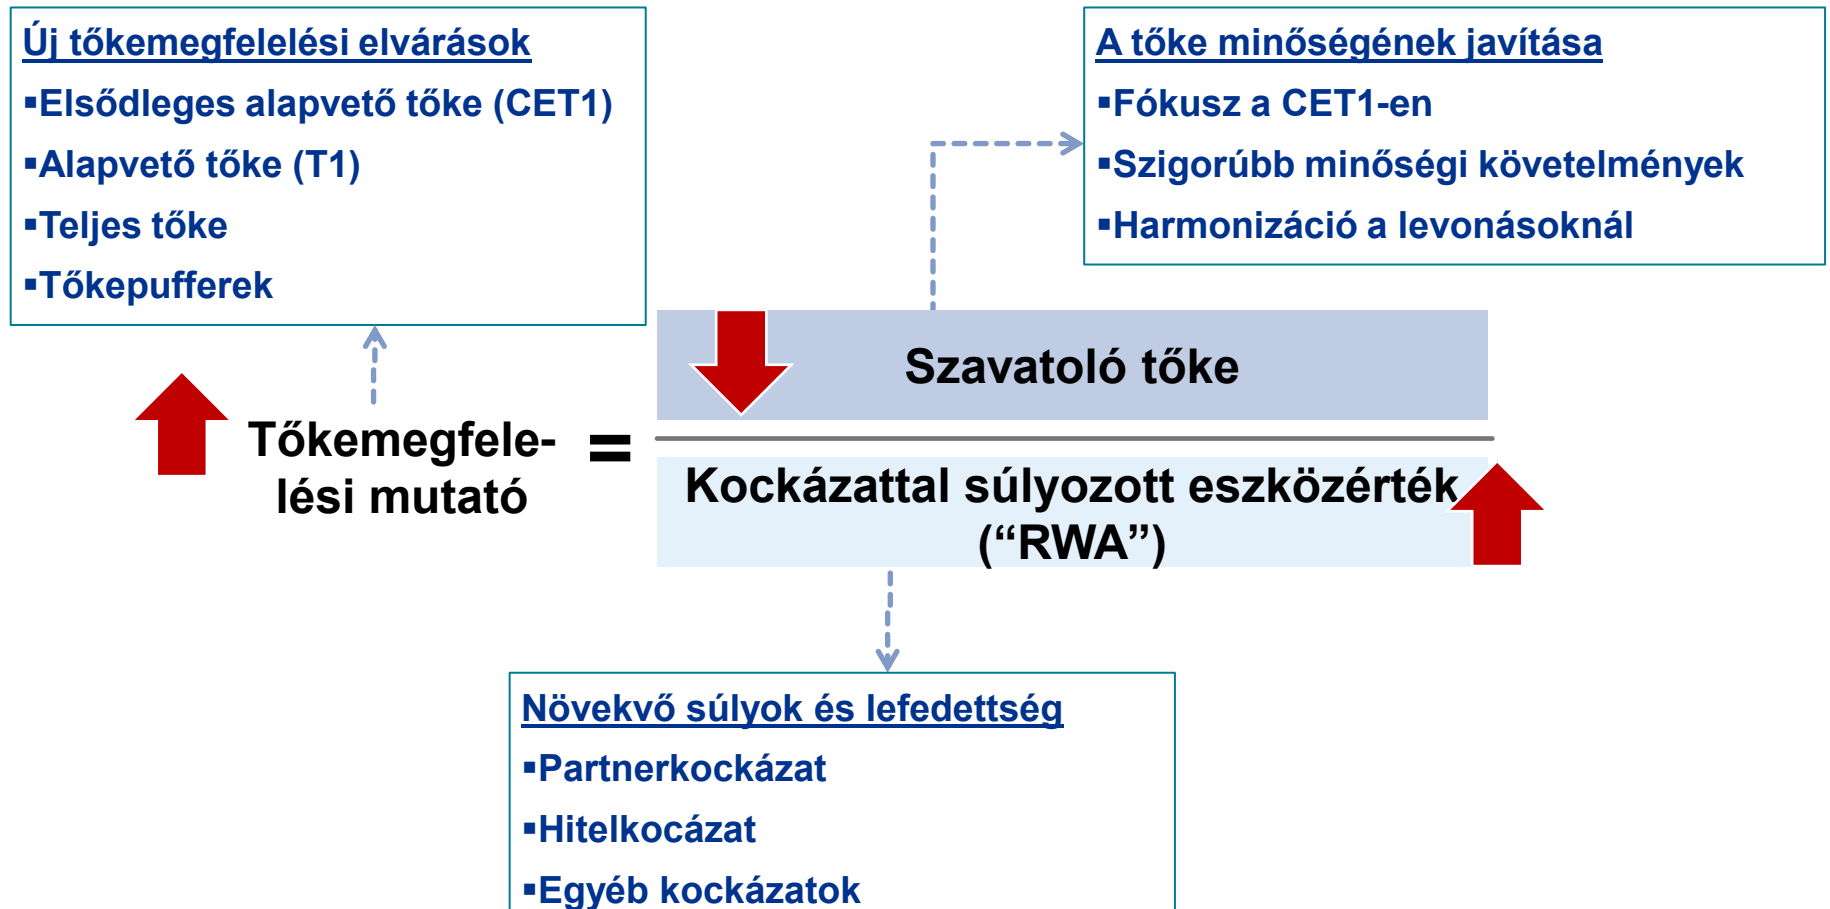 Új tőkemegfelelési elvárások
▪Elsődleges alapvető tőke (CET1)
▪Alapvető tőke (T1)
▪Teljes tőke
▪Tőkepufferek
A tőke minőségének javítása
▪Fókusz a CET1-en
▪Szigorúbb minőségi követelmények
▪Harmonizáció a levonásoknál
Tőkemegfele-
lési mutató
=
Szavatoló tőke
Kockázattal súlyozott eszközérték
(“RWA”)
Növekvő súlyok és lefedettség
▪Partnerkockázat
▪Hitelkocázat
▪Egyéb kockázatok